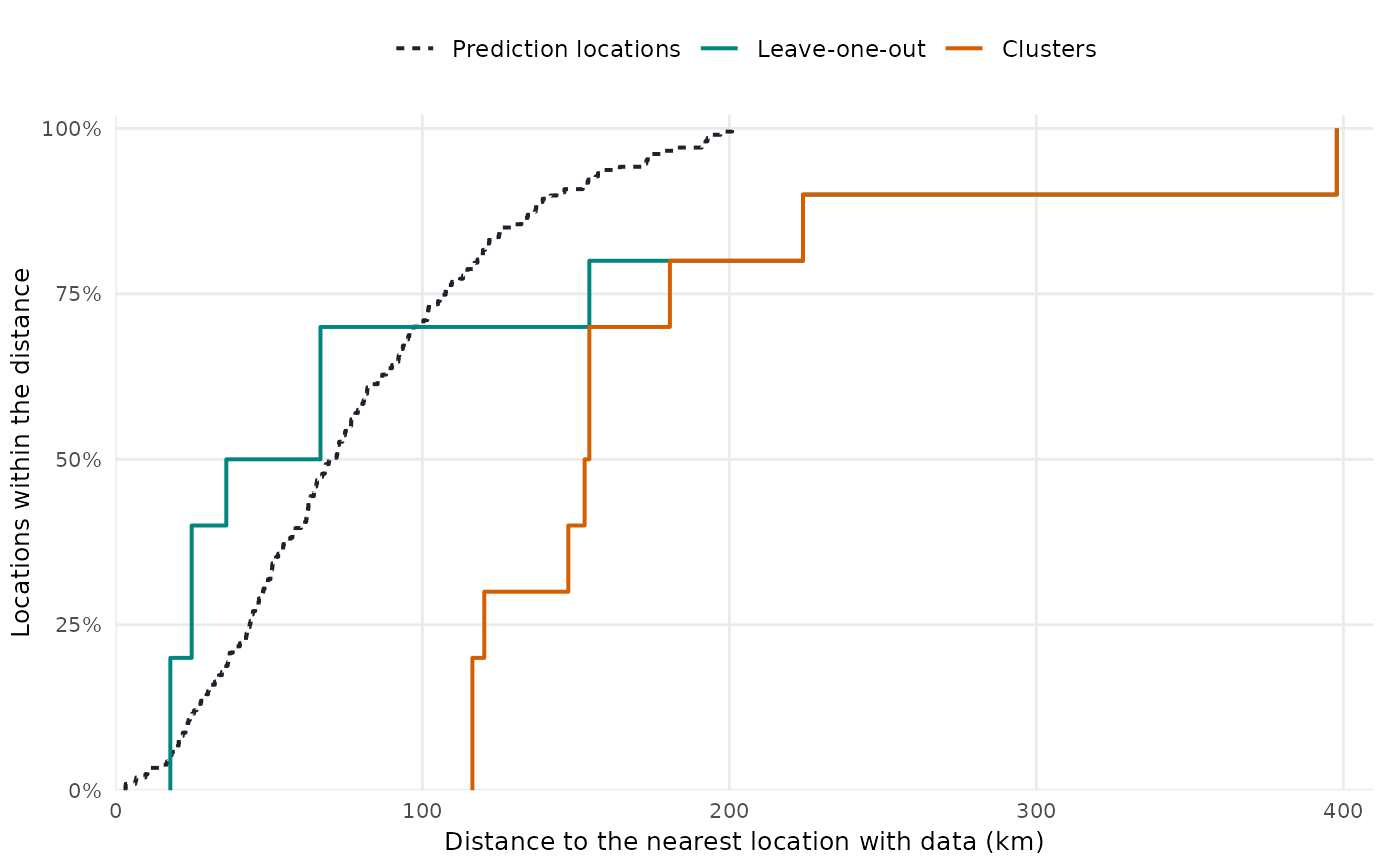 Prediction locations Leave-one-out Clusters
100%
75%
50%
25%
0%
Locations within the distance
0 100 200 300 400
Distance to the nearest location with data (km)